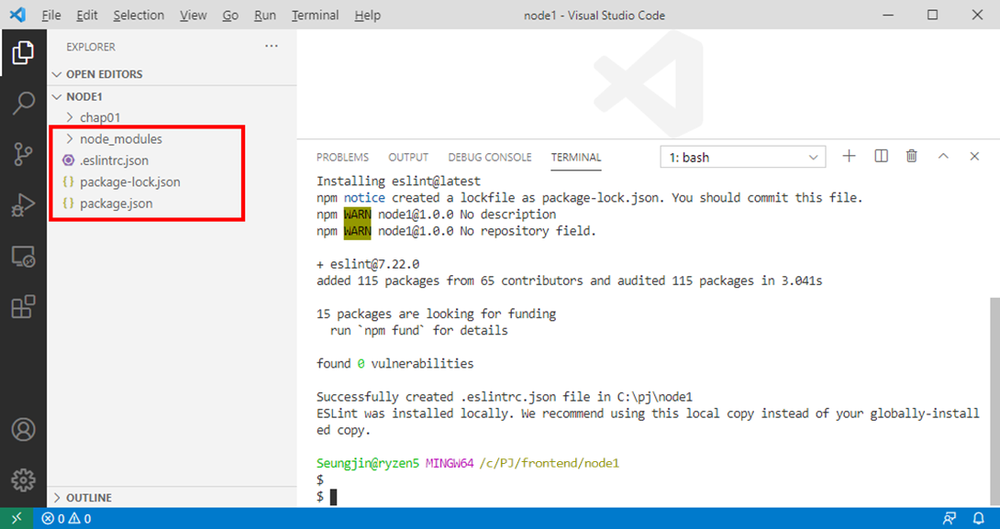 File Edit Selection View Go Run Terminal Help node1 - Visual Studio Code
EXPLORER
OPEN EDITORS
NODE1
chap01
node_modules
.eslintrc.json
package-lock.json
package.json
OUTLINE
PROBLEMS OUTPUT DEBUG CONSOLE TERMINAL 1: bash
Installing eslint@latest
npm notice created a lockfile as package-lock.json. You should commit this file.
npm WARN node1@1.0.0 No description
npm WARN node1@1.0.0 No repository field.
+ eslint@7.22.0
added 115 packages from 65 contributors and audited 115 packages in 3.041s
15 packages are looking for funding
run `npm fund` for details
found 0 vulnerabilities
Successfully created .eslintrc.json file in C:\pj\node1
ESLint was installed locally. We recommend using this local copy instead of your globally-install
ed copy.
Seungjin@ryzen5 MINGW64 /c/PJ/frontend/node1
$
$
0 0